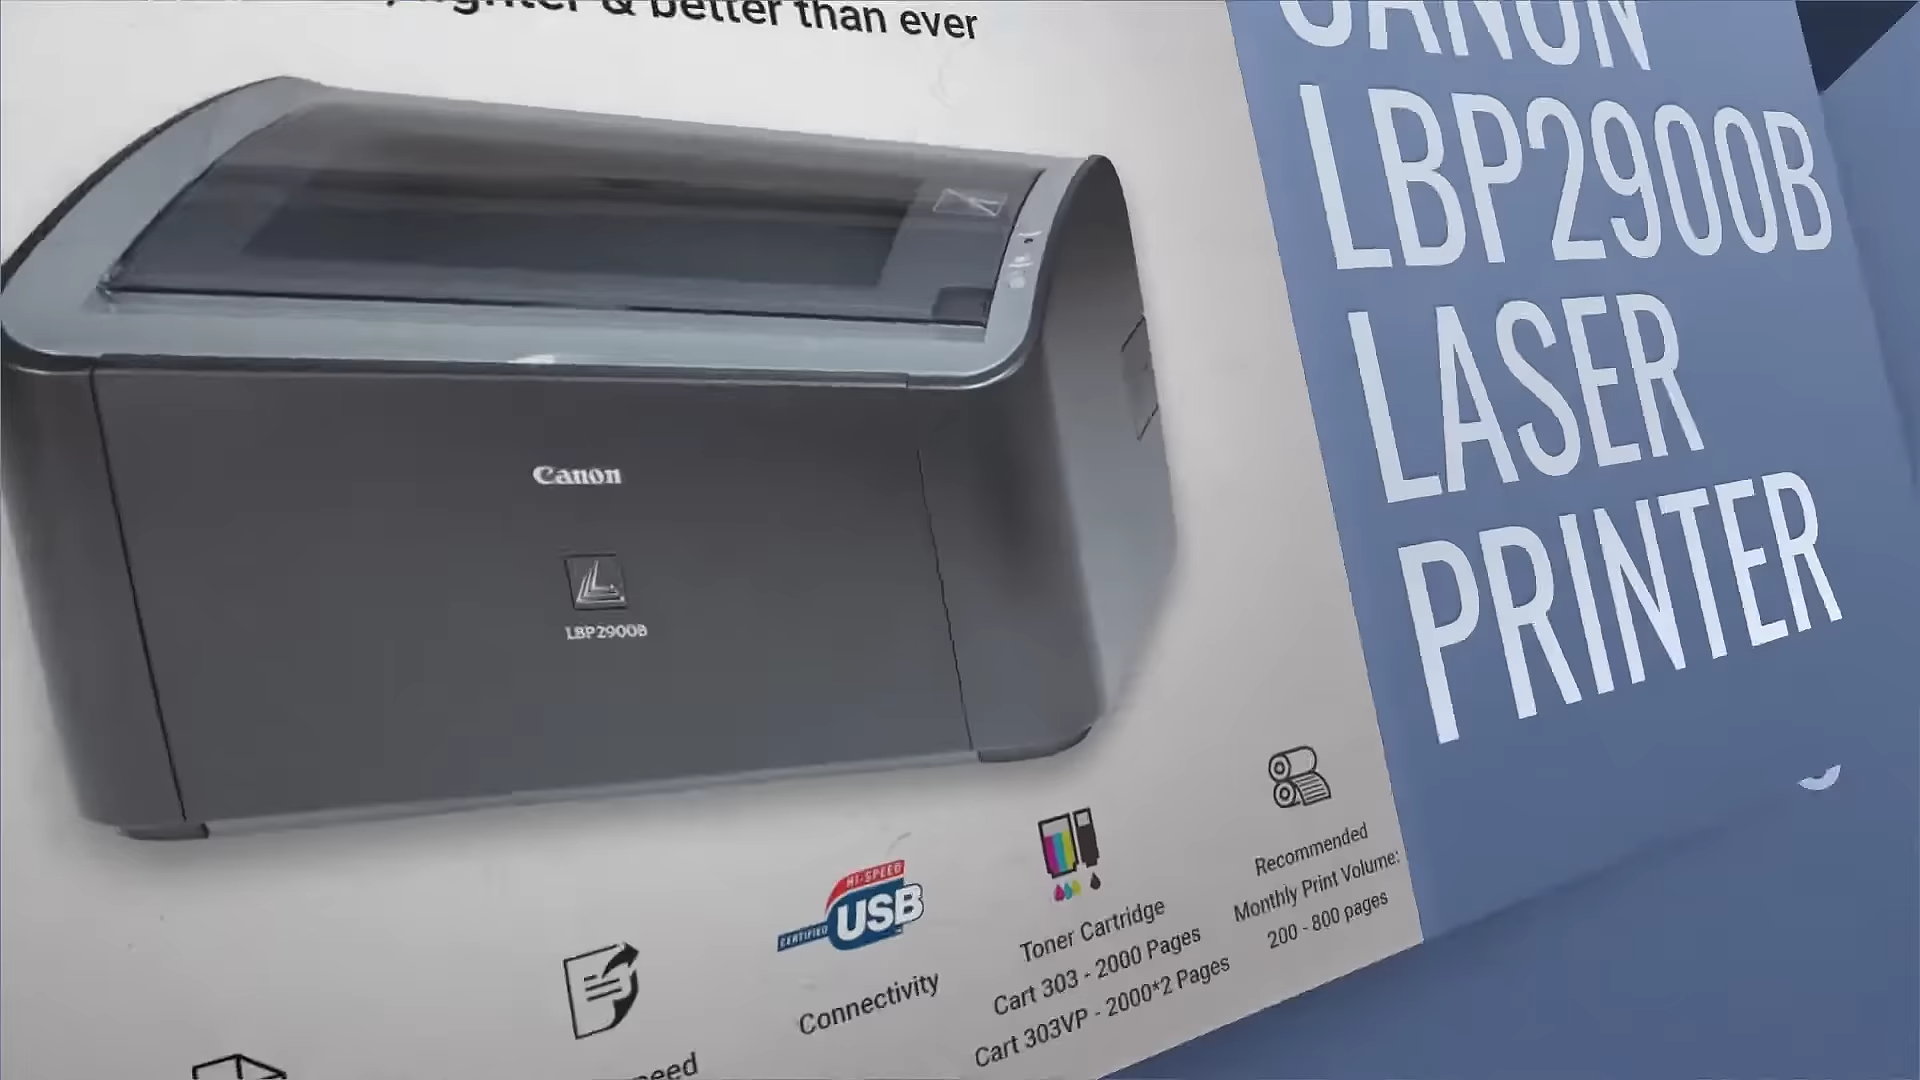 & better than ever
CANON
LBP2900B
LASER
PRINTER
Canon
LBP2900B
HI-SPEED
CERTIFIED USB
Connectivity
Toner Cartridge
Cart 303 - 2000 Pages
Cart 303VP - 2000*2 Pages
Recommended
Monthly Print Volume:
200 - 800 pages